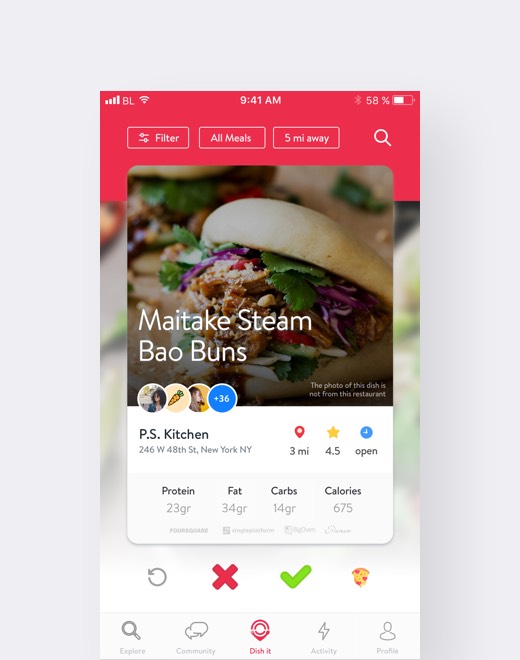 BL 9:41 AM 58 %
Filter All Meals 5 mi away
Maitake Steam
Bao Buns
The photo of this dish is
not from this restaurant
+36
P.S. Kitchen
246 W 48th St, New York NY
3 mi 4.5 open
Protein Fat Carbs Calories
23gr 34gr 14gr 675
FOURSQUARE singleplatform BigOven
Explore Community Dish it Activity Profile